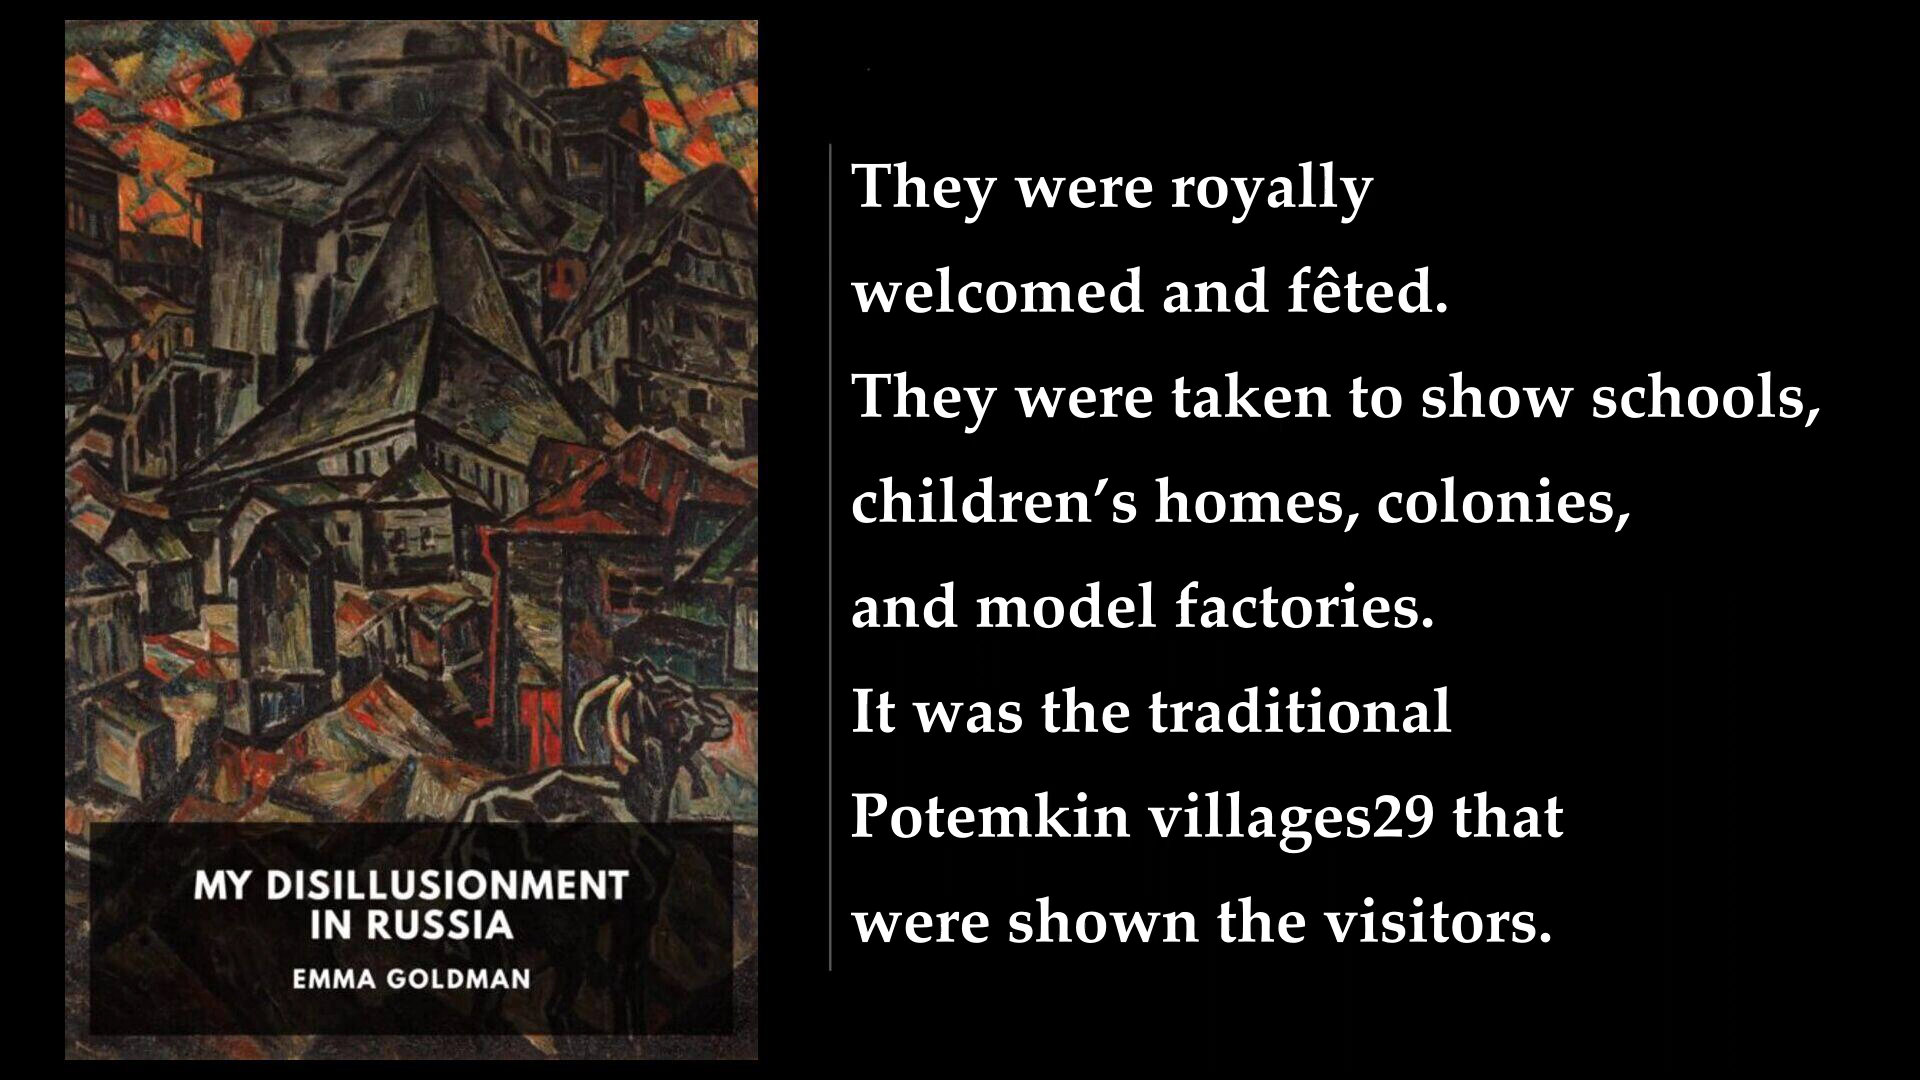 They were royally
welcomed and fêted.
They were taken to show schools,
children’s homes, colonies,
and model factories.
It was the traditional
Potemkin villages29 that
were shown the visitors.
MY DISILLUSIONMENT
IN RUSSIA
EMMA GOLDMAN